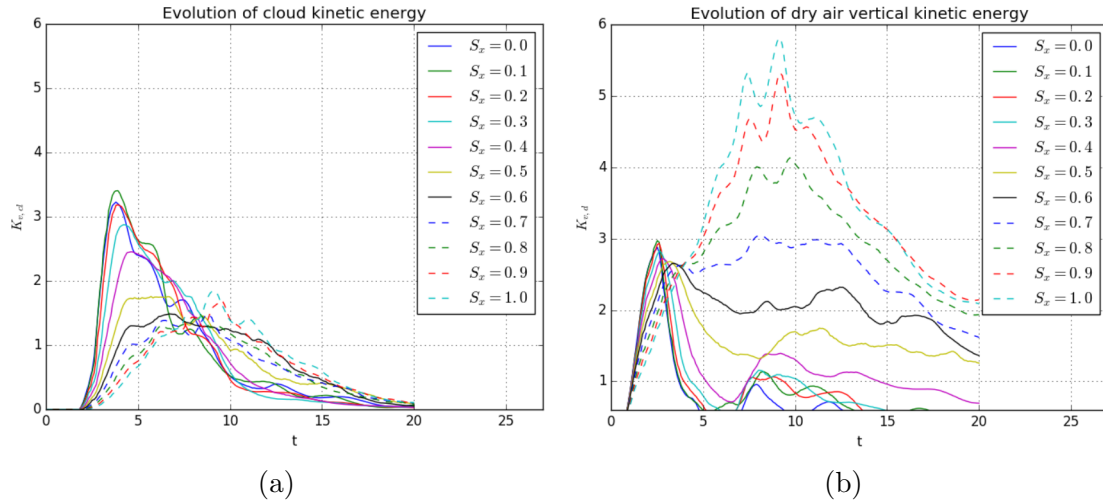 Evolution of cloud kinetic energy
6
5
4
3
2
1
0
K_{v,cl}
0 5 10 15 20 25
t
S_x = 0.0
S_x = 0.1
S_x = 0.2
S_x = 0.3
S_x = 0.4
S_x = 0.5
S_x = 0.6
S_x = 0.7
S_x = 0.8
S_x = 0.9
S_x = 1.0
(a)
Evolution of dry air vertical kinetic energy
6
5
4
3
2
1
K_{v,d}
0 5 10 15 20 25
t
S_x = 0.0
S_x = 0.1
S_x = 0.2
S_x = 0.3
S_x = 0.4
S_x = 0.5
S_x = 0.6
S_x = 0.7
S_x = 0.8
S_x = 0.9
S_x = 1.0
(b)